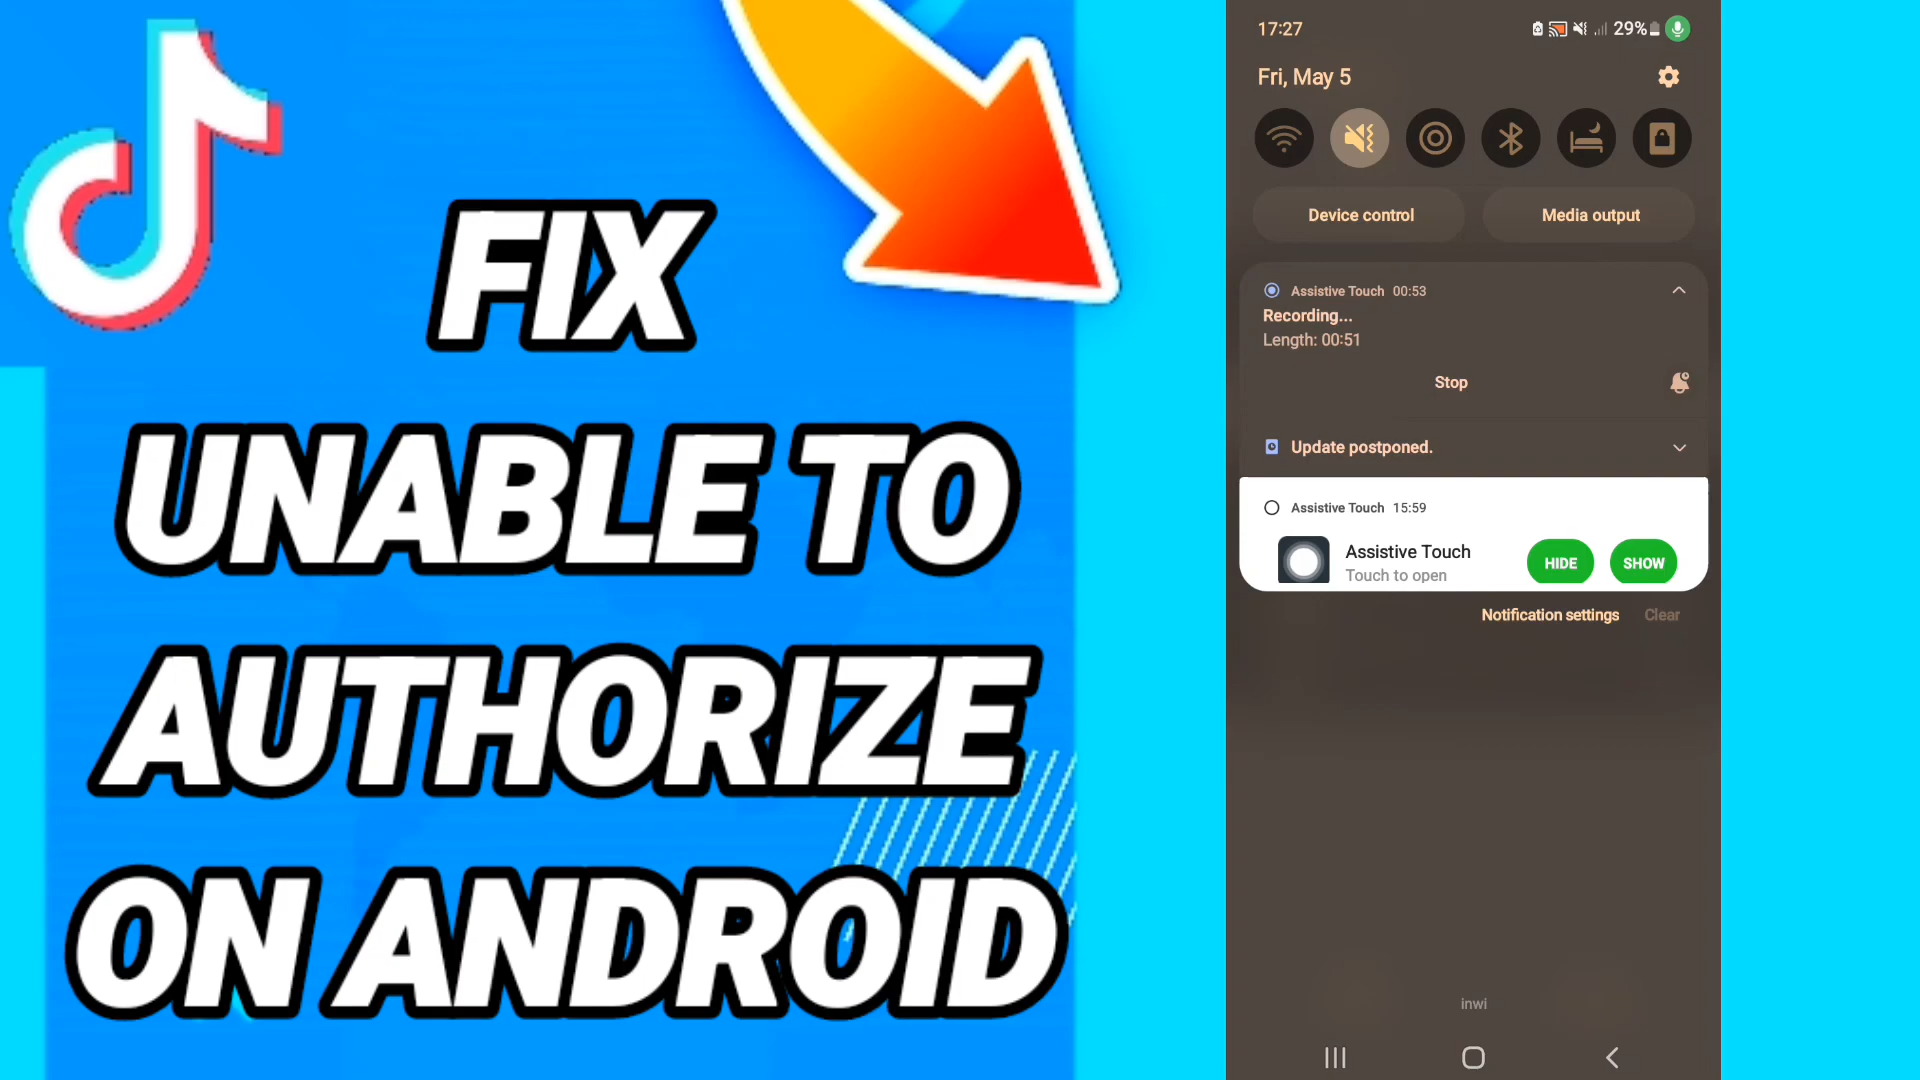 FIX
UNABLE TO
AUTHORIZE
ON ANDROID
17:27
29%
Fri, May 5
Device control
Media output
Assistive Touch 00:53
Recording...
Length: 00:51
Stop
Update postponed.
Assistive Touch 15:59
Assistive Touch
Touch to open
HIDE
SHOW
Notification settings
Clear
inwi